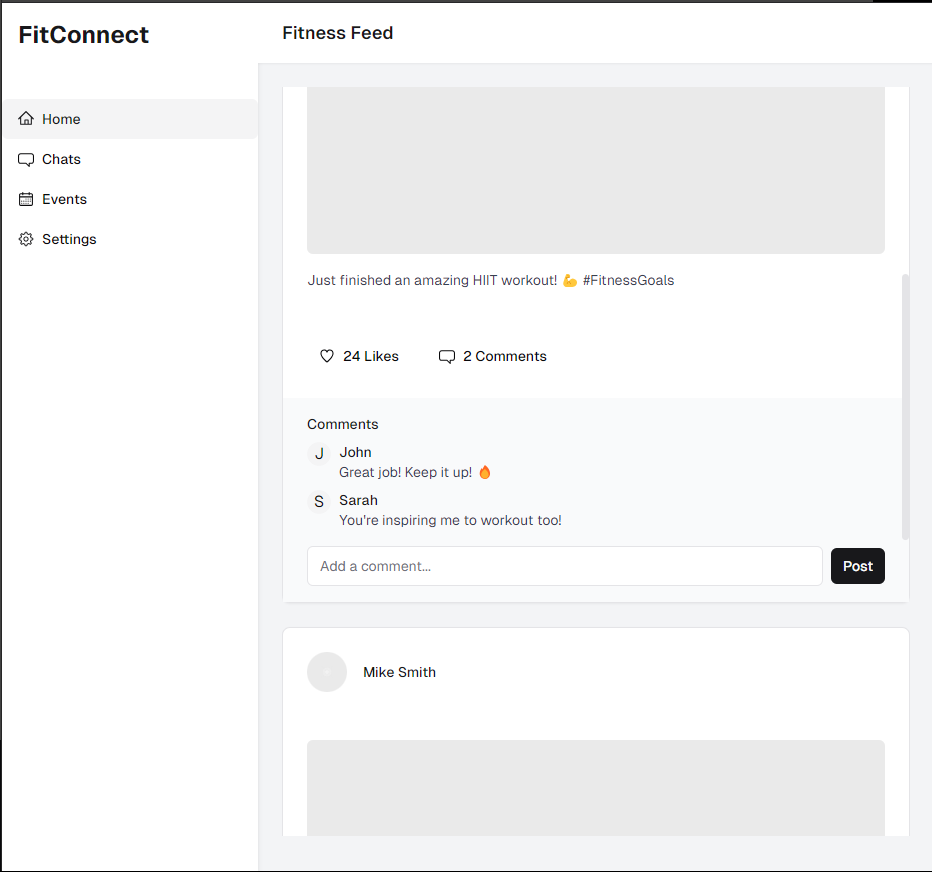 FitConnect
Fitness Feed
Home
Chats
Events
Settings
Just finished an amazing HIIT workout! 💪 #FitnessGoals
24 Likes
2 Comments
Comments
J
John
Great job! Keep it up! 🔥
S
Sarah
You're inspiring me to workout too!
Add a comment...
Post
Mike Smith